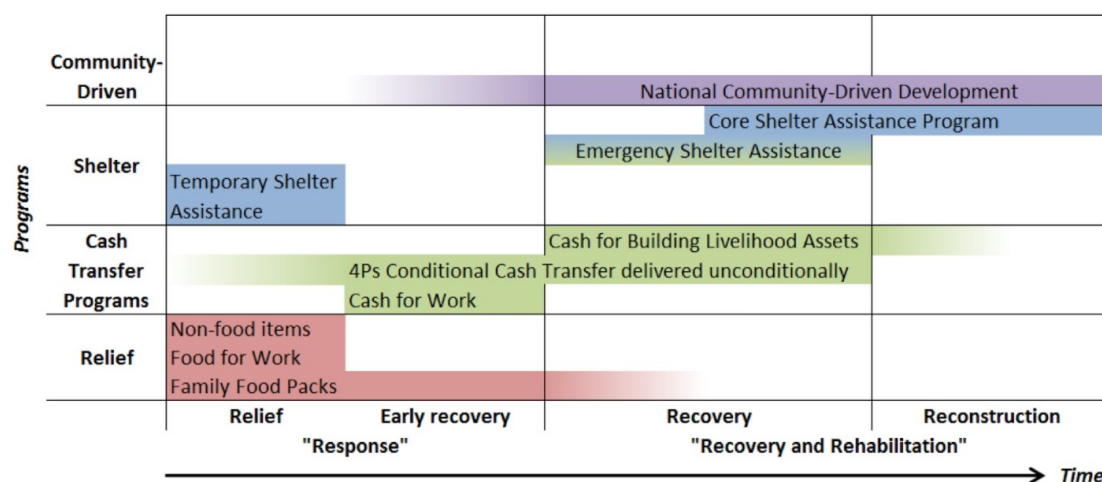 Community-
Driven
National Community-Driven Development
Core Shelter Assistance Program
Emergency Shelter Assistance
Shelter
Temporary Shelter
Assistance
Programs
Cash
Transfer
Programs
Cash for Building Livelihood Assets
4Ps Conditional Cash Transfer delivered unconditionally
Cash for Work
Relief
Non-food items
Food for Work
Family Food Packs
Relief Early recovery Recovery Reconstruction
"Response" "Recovery and Rehabilitation"
Time